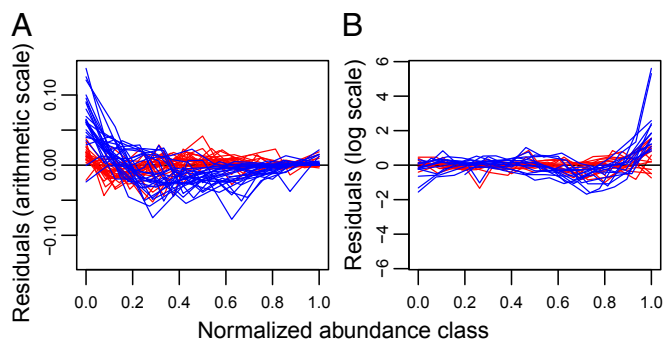 A
Residuals (arithmetic scale)
0.10
0.00
-0.10
0.0 0.2 0.4 0.6 0.8 1.0
B
Residuals (log scale)
6
4
2
0
-2
-4
-6
0.0 0.2 0.4 0.6 0.8 1.0
Normalized abundance class